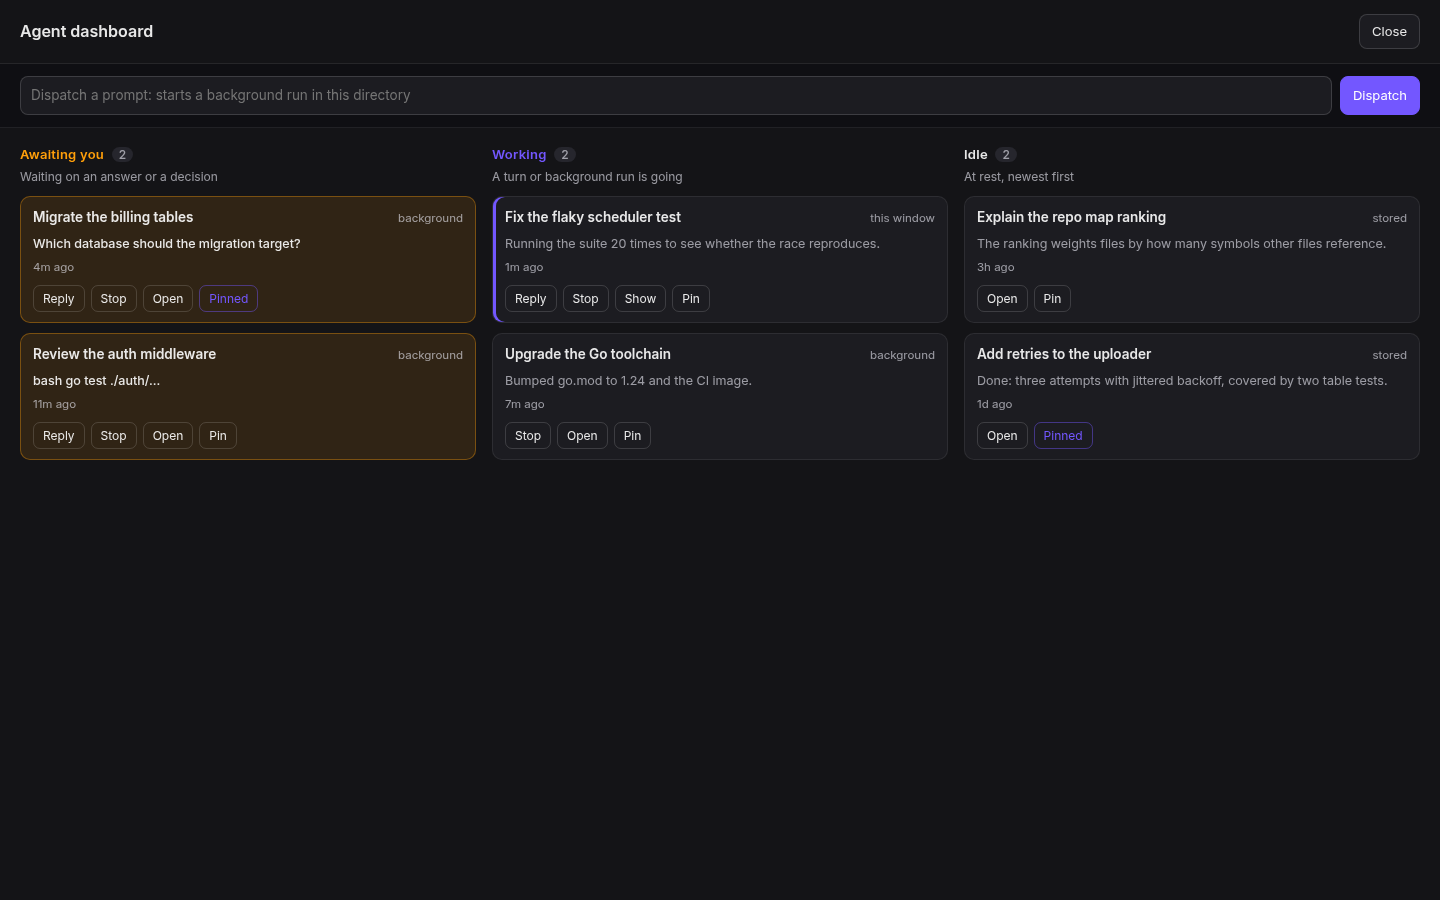 Agent dashboard
Close
Dispatch a prompt: starts a background run in this directory
Dispatch
Awaiting you 2
Waiting on an answer or a decision
Migrate the billing tables
background
Which database should the migration target?
4m ago
Reply Stop Open Pinned
Review the auth middleware
background
bash go test ./auth/...
11m ago
Reply Stop Open Pin
Working 2
A turn or background run is going
Fix the flaky scheduler test
this window
Running the suite 20 times to see whether the race reproduces.
1m ago
Reply Stop Show Pin
Upgrade the Go toolchain
background
Bumped go.mod to 1.24 and the CI image.
7m ago
Stop Open Pin
Idle 2
At rest, newest first
Explain the repo map ranking
stored
The ranking weights files by how many symbols other files reference.
3h ago
Open Pin
Add retries to the uploader
stored
Done: three attempts with jittered backoff, covered by two table tests.
1d ago
Open Pinned